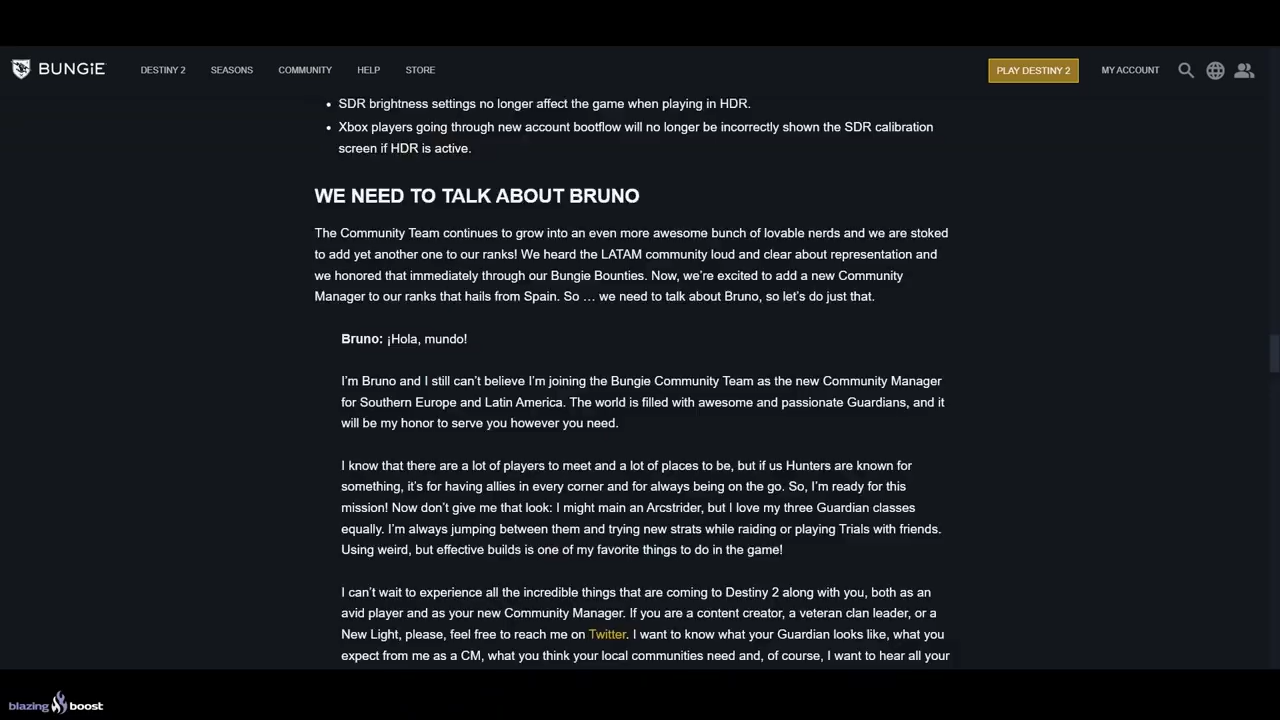 BUNGiE
DESTINY 2 SEASONS COMMUNITY HELP STORE PLAY DESTINY 2 MY ACCOUNT
• SDR brightness settings no longer affect the game when playing in HDR.
• Xbox players going through new account bootflow will no longer be incorrectly shown the SDR calibration
screen if HDR is active.
WE NEED TO TALK ABOUT BRUNO
The Community Team continues to grow into an even more awesome bunch of lovable nerds and we are stoked
to add yet another one to our ranks! We heard the LATAM community loud and clear about representation and
we honored that immediately through our Bungie Bounties. Now, we’re excited to add a new Community
Manager to our ranks that hails from Spain. So … we need to talk about Bruno, so let’s do just that.
Bruno: ¡Hola, mundo!
I’m Bruno and I still can’t believe I’m joining the Bungie Community Team as the new Community Manager
for Southern Europe and Latin America. The world is filled with awesome and passionate Guardians, and it
will be my honor to serve you however you need.
I know that there are a lot of players to meet and a lot of places to be, but if us Hunters are known for
something, it’s for having allies in every corner and for always being on the go. So, I’m ready for this
mission! Now don’t give me that look: I might main an Arcstrider, but I love my three Guardian classes
equally. I’m always jumping between them and trying new strats while raiding or playing Trials with friends.
Using weird, but effective builds is one of my favorite things to do in the game!
I can’t wait to experience all the incredible things that are coming to Destiny 2 along with you, both as an
avid player and as your new Community Manager. If you are a content creator, a veteran clan leader, or a
New Light, please, feel free to reach me on Twitter. I want to know what your Guardian looks like, what you
expect from me as a CM, what you think your local communities need and, of course, I want to hear all your
blazing boost